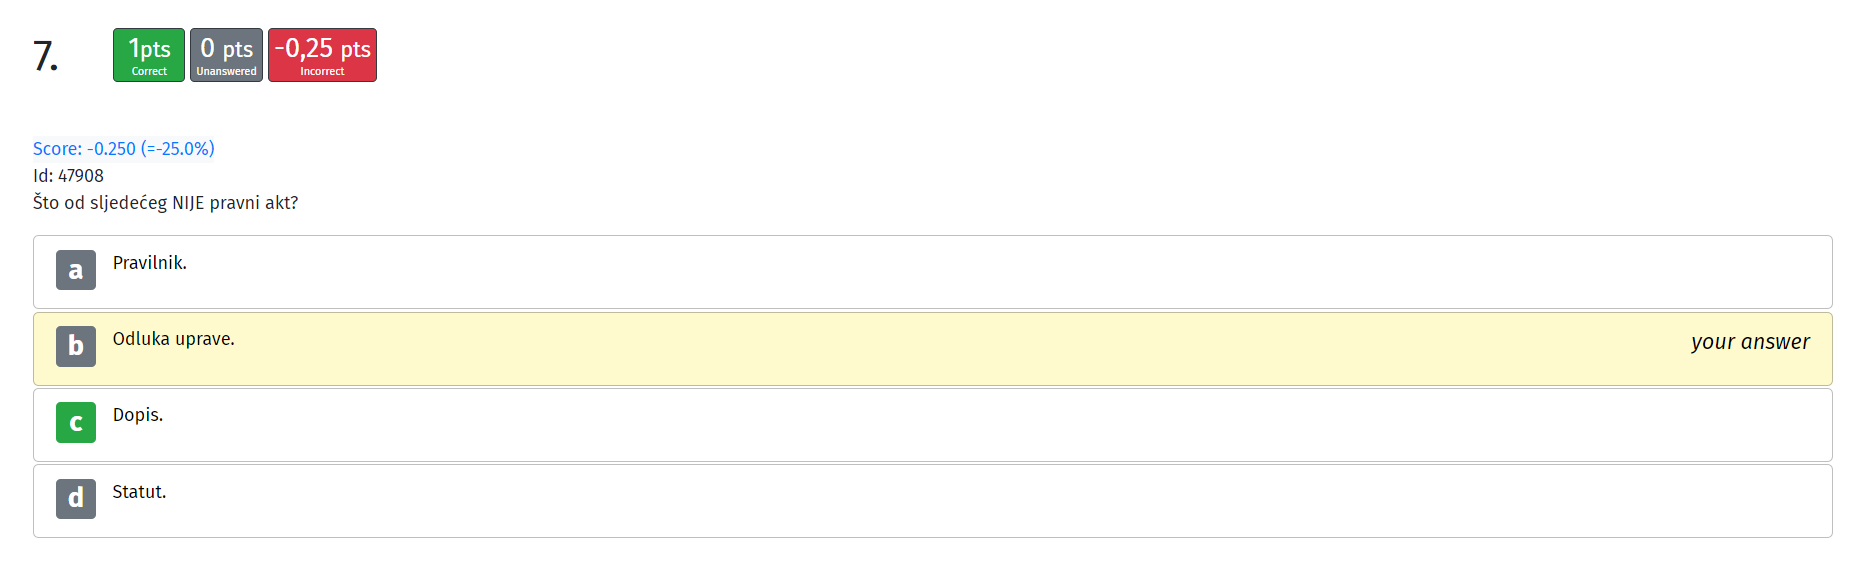 7.
1pts
Correct
0 pts
Unanswered
-0,25 pts
Incorrect
Score: -0.250 (=-25.0%)
Id: 47908
Što od sljedećeg NIJE pravni akt?
a Pravilnik.
b Odluka uprave. your answer
c Dopis.
d Statut.